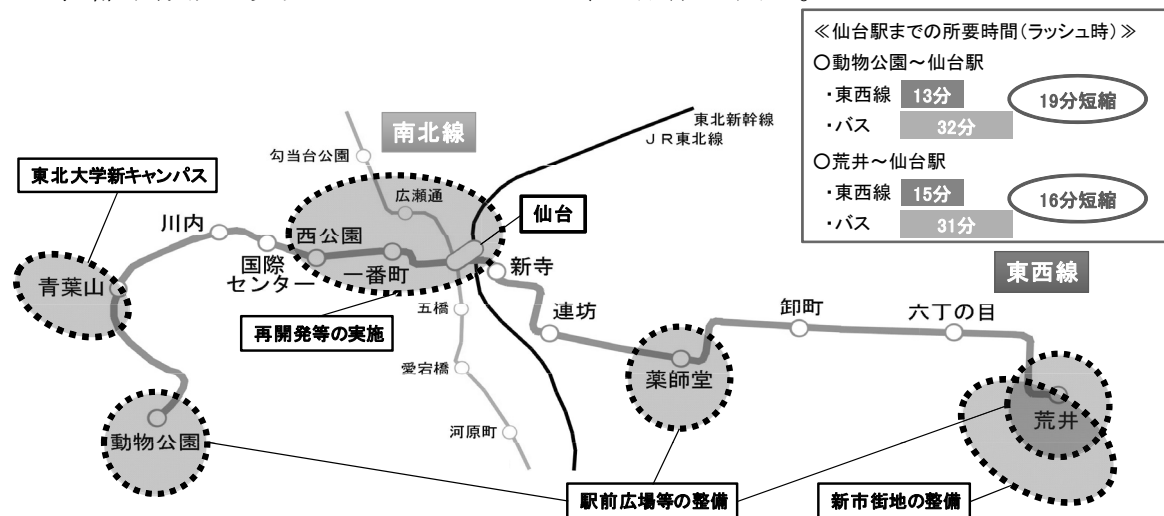 ≪仙台駅までの所要時間(ラッシュ時)≫
○動物公園~仙台駅
・東西線 13分
19分短縮
・バス 32分
○荒井~仙台駅
・東西線 15分
16分短縮
・バス 31分
東北新幹線
JR東北線
南北線
勾当台公園
東北大学新キャンパス
広瀬通
仙台
川内
西公園
国際
センター
一番町
新寺
東西線
青葉山
五橋
連坊
卸町
六丁の目
再開発等の実施
愛宕橋
薬師堂
荒井
動物公園
河原町
駅前広場等の整備
新市街地の整備